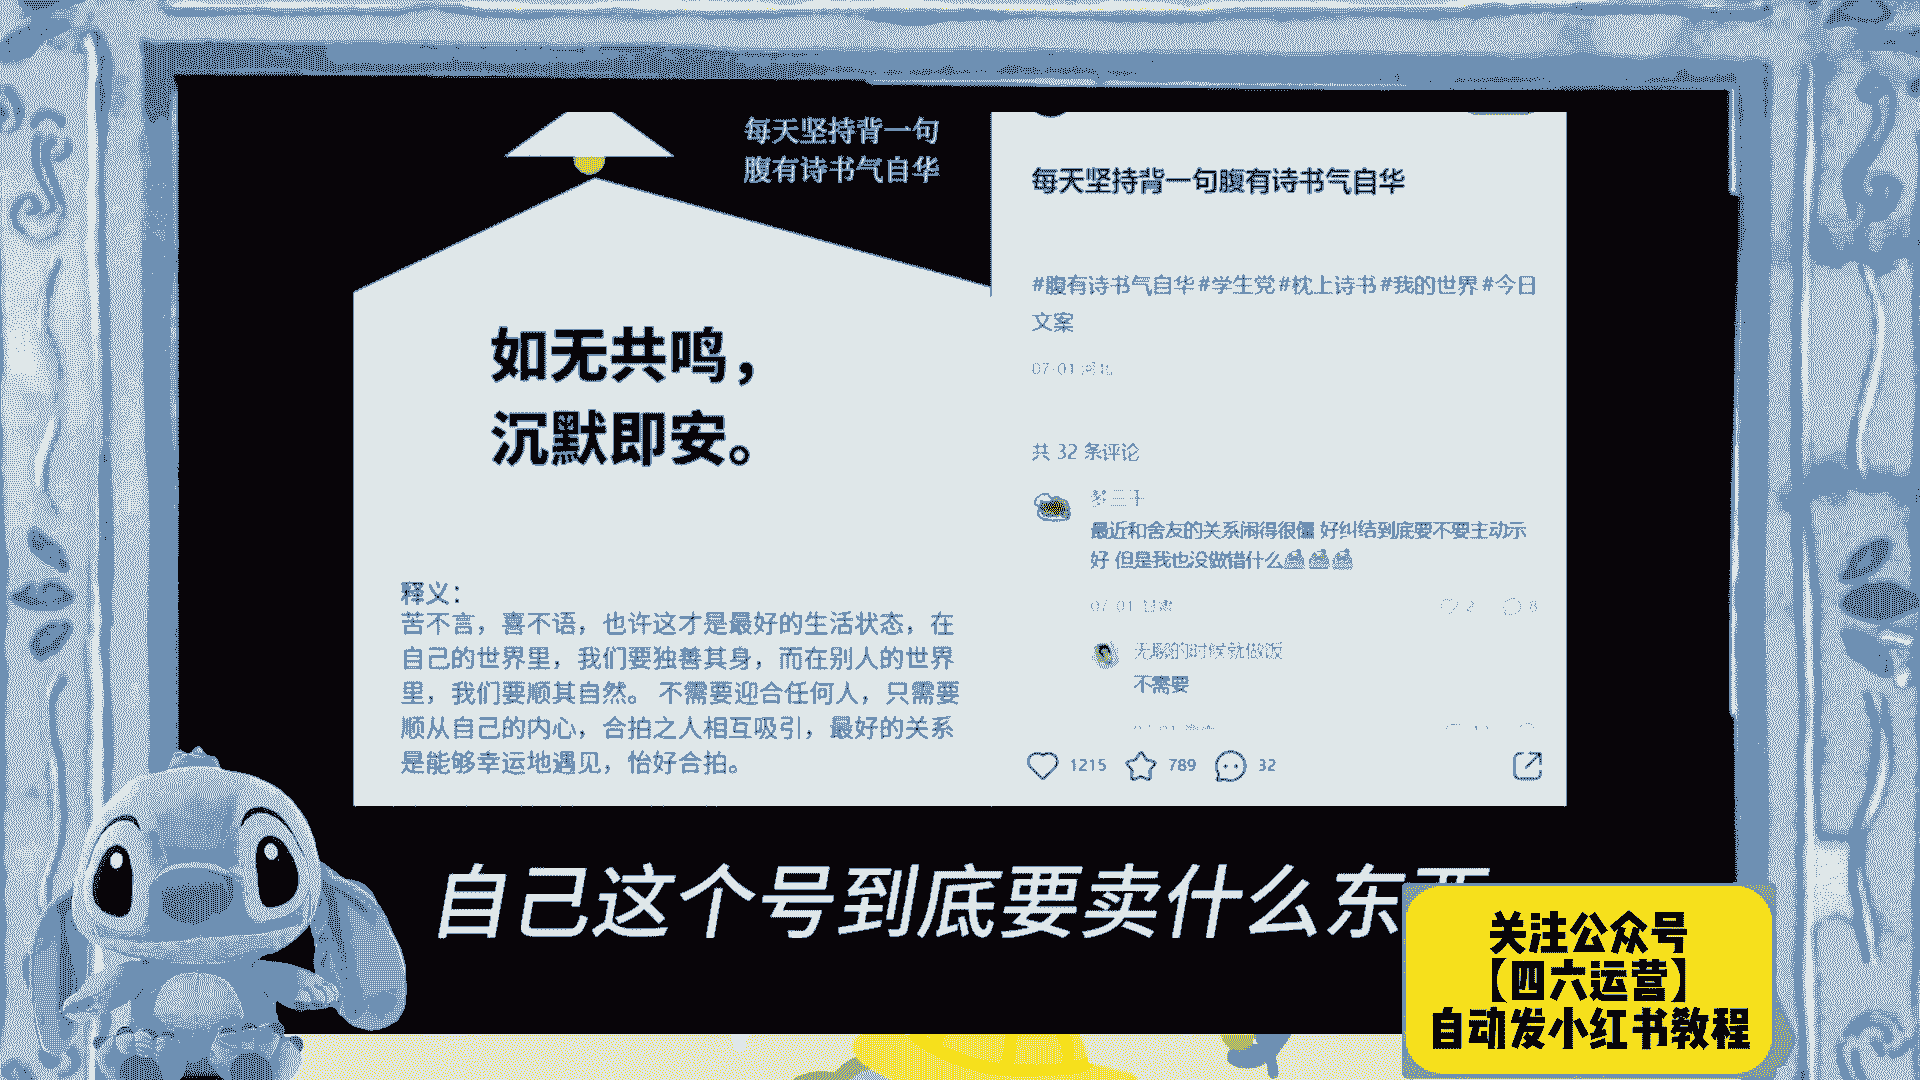 每天坚持背一句
腹有诗书气自华
如无共鸣，
沉默即安。
释义：
苦不言，喜不语，也许这才是最好的生活状态，在
自己的世界里，我们要独善其身，而在别人的世界
里，我们要顺其自然。 不需要迎合任何人，只需要
顺从自己的内心，合拍之人相互吸引，最好的关系
是能够幸运地遇见，恰好合拍。
每天坚持背一句腹有诗书气自华
#腹有诗书气自华 #学生党 #枕上诗书 #我的世界 #今日
文案
07-01 河北
共 32 条评论
最近和舍友的关系闹得很僵 好纠结到底要不要主动示
好 但是我也没做错什么
07-01 甘肃
2 8
无聊的时候就做饭
不需要
1215 789 32
自己这个号到底要卖什么东西
关注公众号
【四六运营】
自动发小红书教程